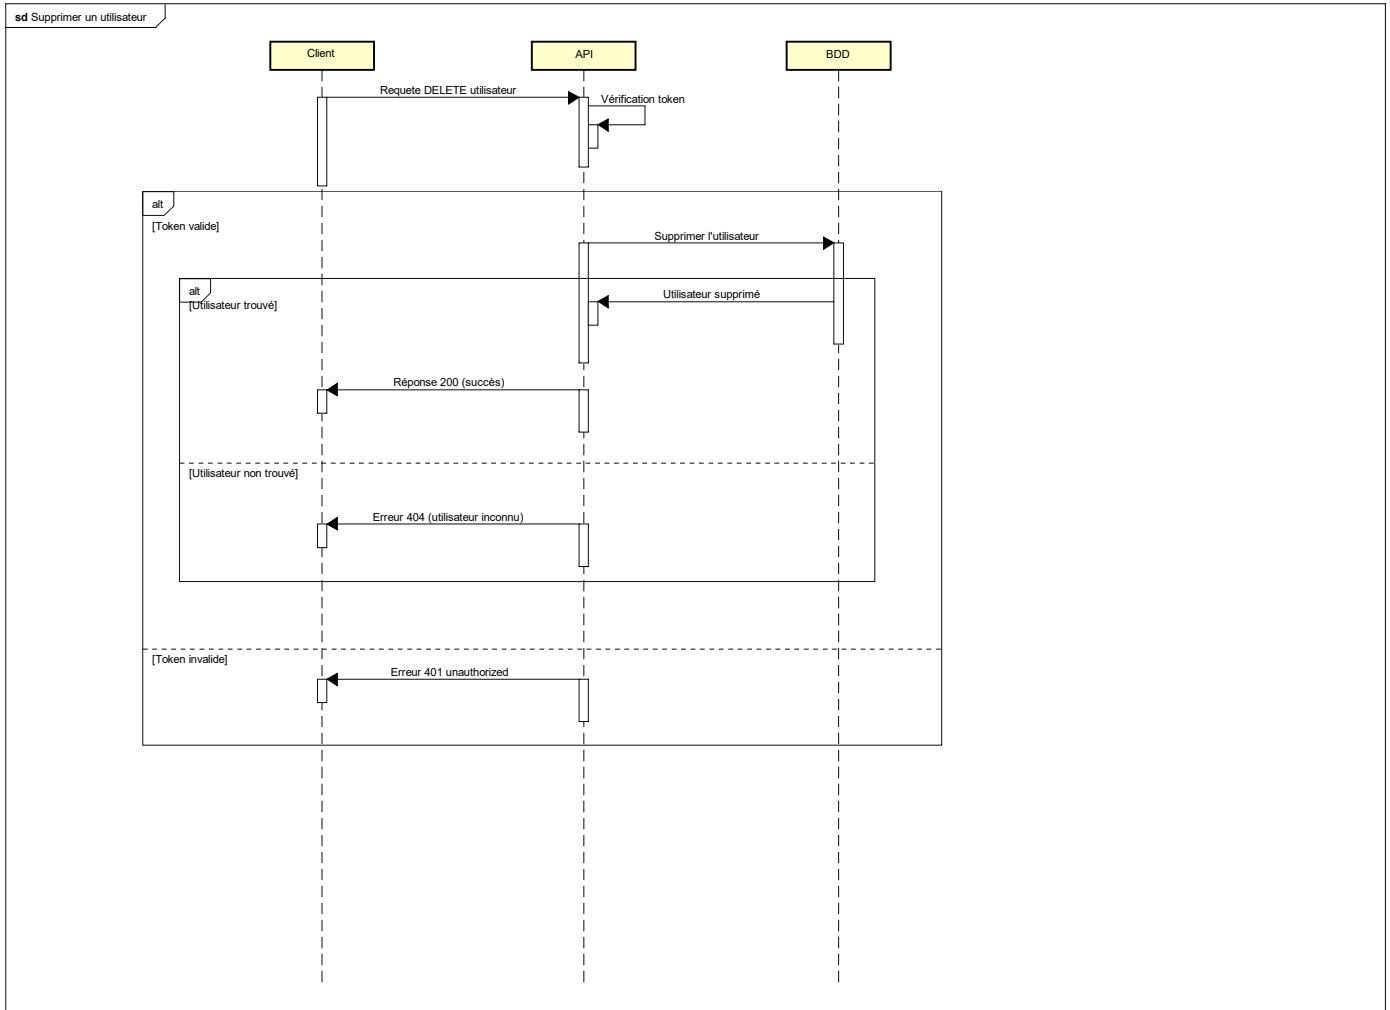 sd Supprimer un utilisateur
Client
API
BDD
Requete DELETE utilisateur
Vérification token
alt
[Token valide]
Supprimer l'utilisateur
alt
[Utilisateur trouvé]
Utilisateur supprimé
Réponse 200 (succès)
[Utilisateur non trouvé]
Erreur 404 (utilisateur inconnu)
[Token invalide]
Erreur 401 unauthorized